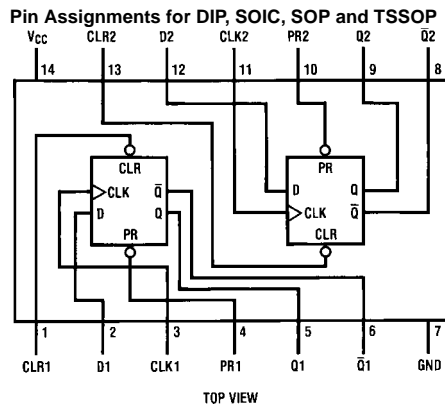 Pin Assignments for DIP, SOIC, SOP and TSSOP
VCC CLR2 D2 CLK2 PR2 Q2 Q̅2
14 13 12 11 10 9 8
CLR PR
CLK Q̅ D Q
D Q CLK Q̅
PR CLR
1 2 3 4 5 6 7
CLR1 D1 CLK1 PR1 Q1 Q̅1 GND
TOP VIEW